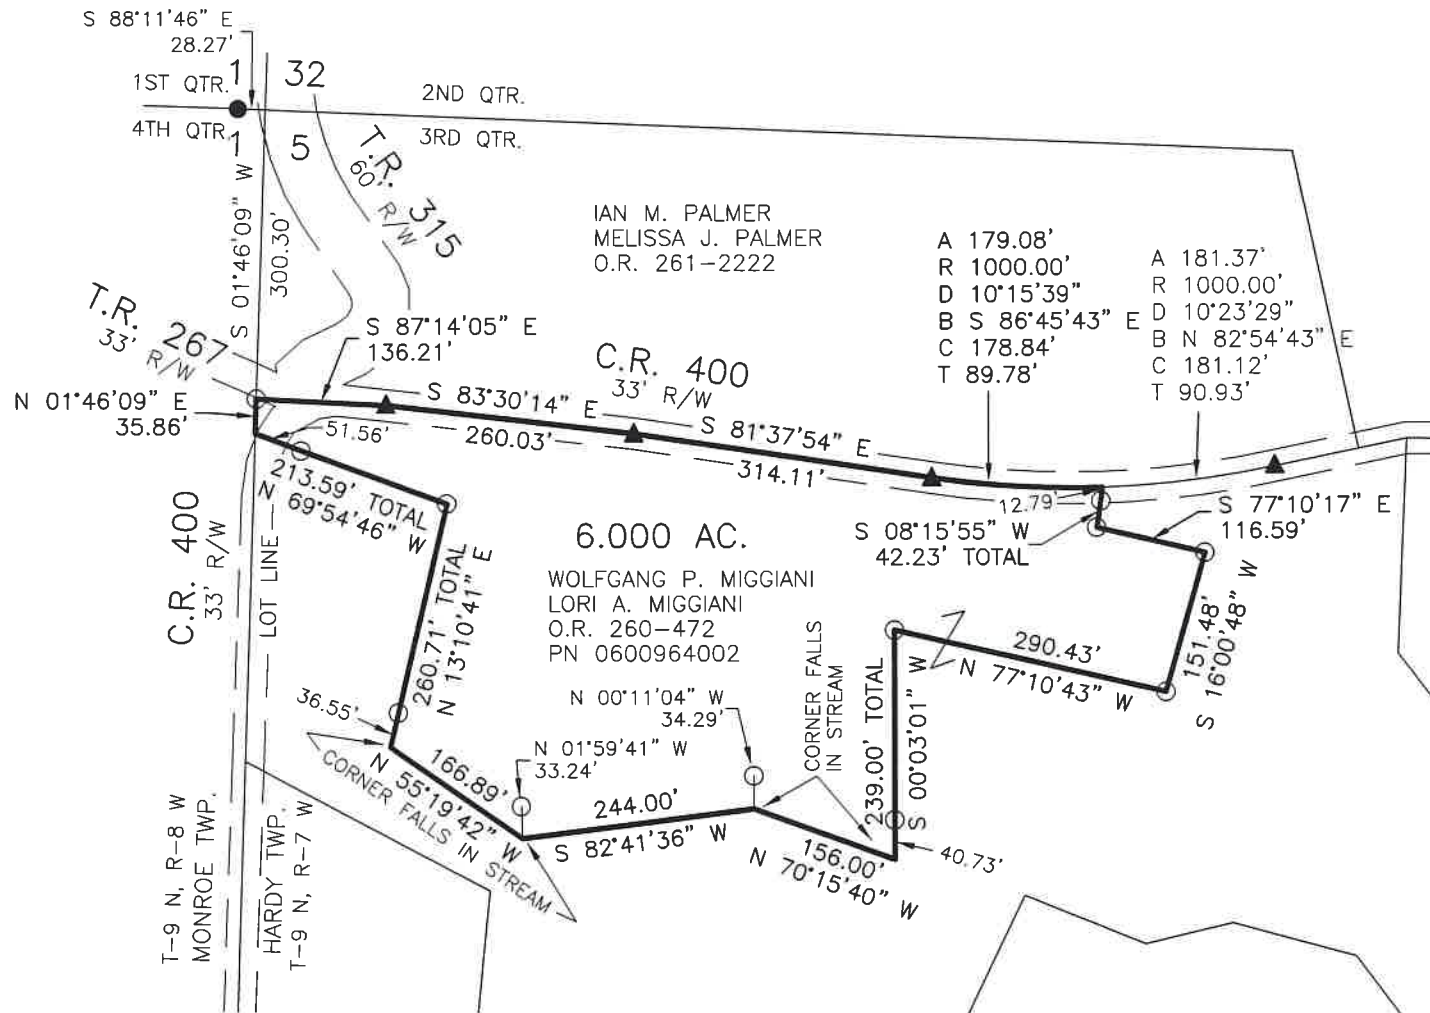 S 88°11'46" E
28.27'
1ST QTR.
1
32
2ND QTR.
4TH QTR.
1
5
3RD QTR.
S 01°46'09" W
300.30'
T.R. 315
60' R/W
IAN M. PALMER
MELISSA J. PALMER
O.R. 261-2222
A 179.08'
R 1000.00'
D 10°15'39"
B S 86°45'43" E
C 178.84'
T 89.78'
A 181.37'
R 1000.00'
D 10°23'29"
B N 82°54'43" E
C 181.12'
T 90.93'
T.R. 267
33' R/W
S 87°14'05" E
136.21'
C.R. 400
33' R/W
N 01°46'09" E
35.86'
S 83°30'14" E
260.03'
S 81°37'54" E
314.11'
51.56'
213.59' TOTAL
N 69°54'46" W
12.79'
S 08°15'55" W
42.23' TOTAL
S 77°10'17" E
116.59'
C.R. 400
33' R/W
LOT LINE
260.71' TOTAL
N 13°10'41" E
6.000 AC.
WOLFGANG P. MIGGIANI
LORI A. MIGGIANI
O.R. 260-472
PN 0600964002
151.48'
S 16°00'48" W
290.43'
N 77°10'43" W
CORNER FALLS
IN STREAM
239.00' TOTAL
S 00°03'01" W
36.55'
N 00°11'04" W
34.29'
N 01°59'41" W
33.24'
166.89'
N 55°19'42" W
CORNER FALLS IN STREAM
244.00'
S 82°41'36" W
156.00'
N 70°15'40" W
40.73'
T-9 N, R-8 W
MONROE TWP.
HARDY TWP.
T-9 N, R-7 W